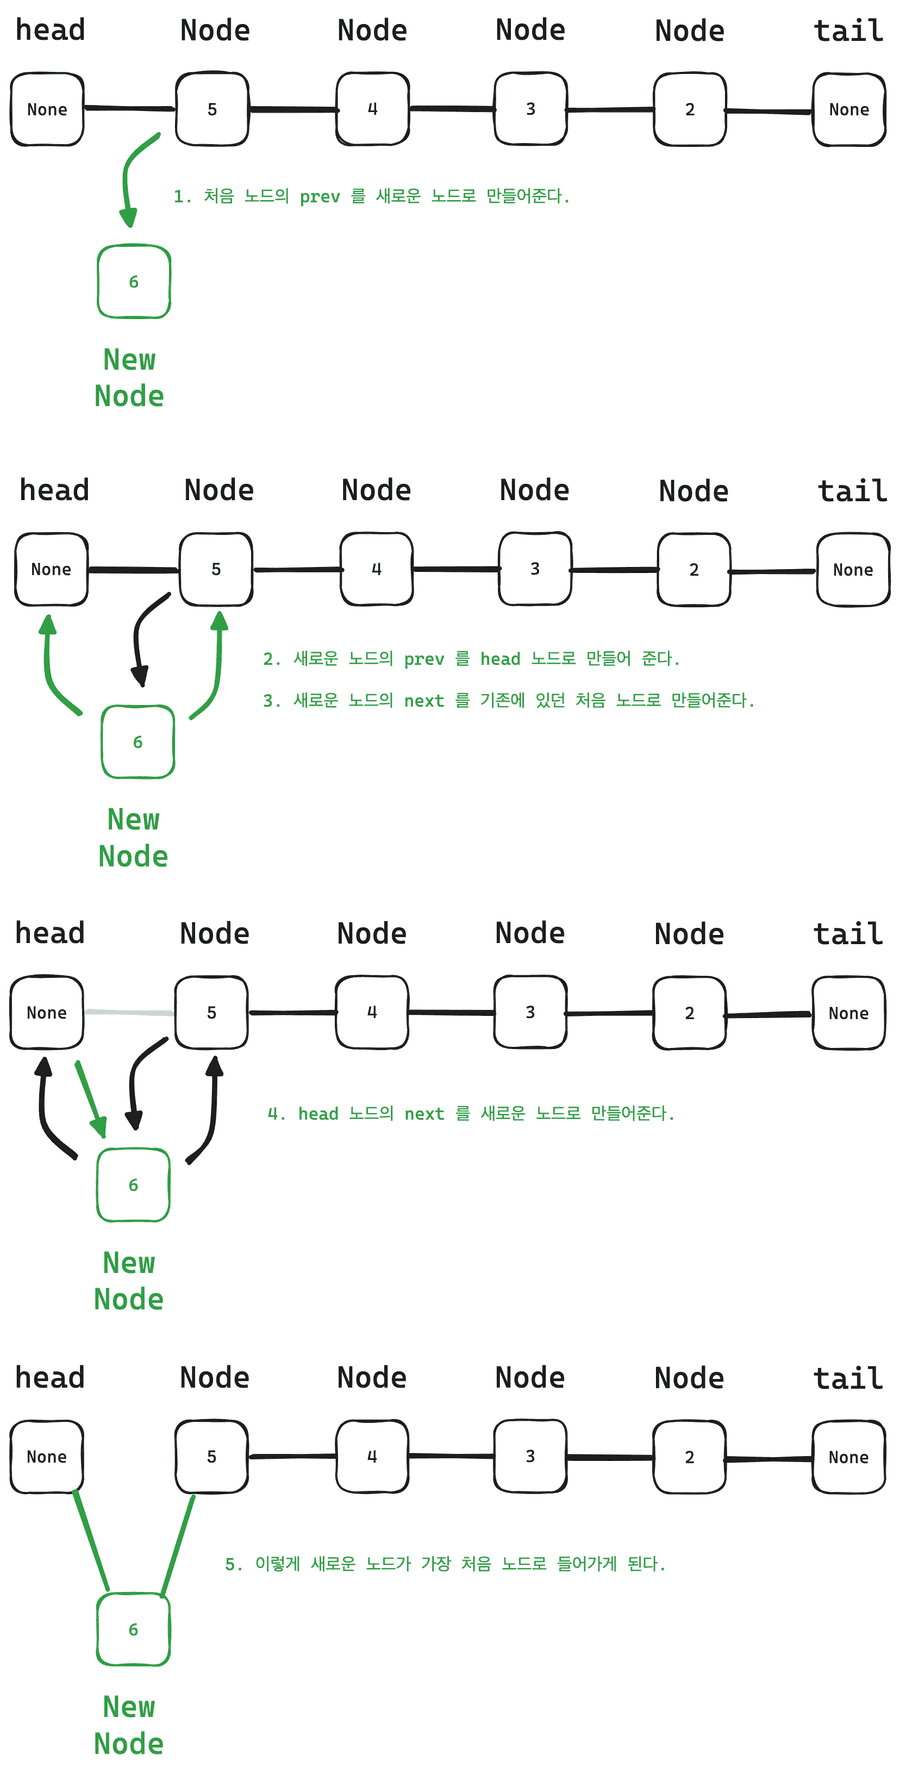 head Node Node Node Node tail
None 5 4 3 2 None
1. 처음 노드의 prev 를 새로운 노드로 만들어준다.
6
New
Node
head Node Node Node Node tail
None 5 4 3 2 None
2. 새로운 노드의 prev 를 head 노드로 만들어 준다.
3. 새로운 노드의 next 를 기존에 있던 처음 노드로 만들어준다.
6
New
Node
head Node Node Node Node tail
None 5 4 3 2 None
4. head 노드의 next 를 새로운 노드로 만들어준다.
6
New
Node
head Node Node Node Node tail
None 5 4 3 2 None
5. 이렇게 새로운 노드가 가장 처음 노드로 들어가게 된다.
6
New
Node